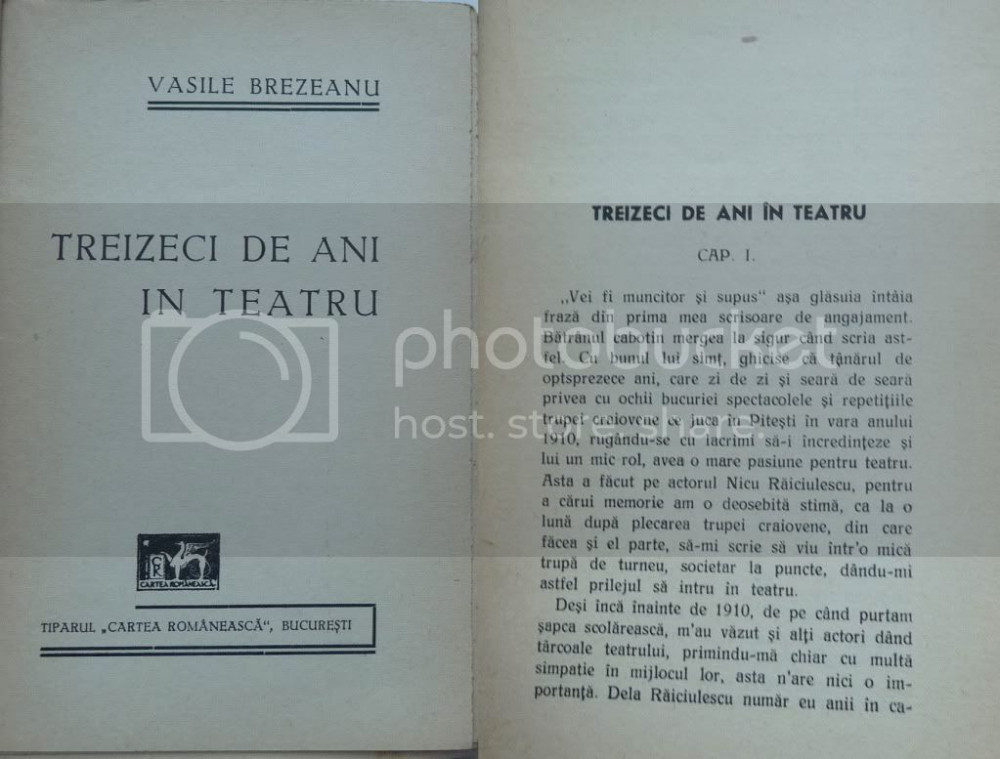 VASILE BREZEANU
TREIZECI DE ANI
IN TEATRU
CR
CARTEA ROMÂNEASCĂ
TIPARUL „CARTEA ROMÂNEASCĂ“, BUCUREȘTI
TREIZECI DE ANI ÎN TEATRU
CAP. I.
„Vei fi muncitor și supus“ așa glăsuia întâia
frază din prima mea scrisoare de angajament.
Bătrânul cabotin mergea la sigur când scria ast-
fel. Cu bunul lui simț, ghicise că tânărul de
optsprezece ani, care zi de zi și seară de seară
privea cu ochii bucuriei spectacolele și repetițiile
trupei craiovene ce juca în Pitești în vara anului
1910, rugându-se cu lacrimi să-i încredințeze și
lui un mic rol, avea o mare pasiune pentru teatru.
Asta a făcut pe actorul Nicu Răiciulescu, pentru
a cărui memorie am o deosebită stimă, ca la o
lună după plecarea trupei craiovene, din care
făcea și el parte, să-mi scrie să viu într'o mică
trupă de turneu, societar la puncte, dându-mi
astfel prilejul să intru în teatru.
Deși încă înainte de 1910, de pe când purtam
șapca scolărească, m'au văzut și alți actori dând
târcoale teatrului, primindu-mă chiar cu multă
simpatie în mijlocul lor, asta n'are nici o im-
portanță. Dela Răiciulescu număr eu anii în ca-
photobucket
host. store. share.